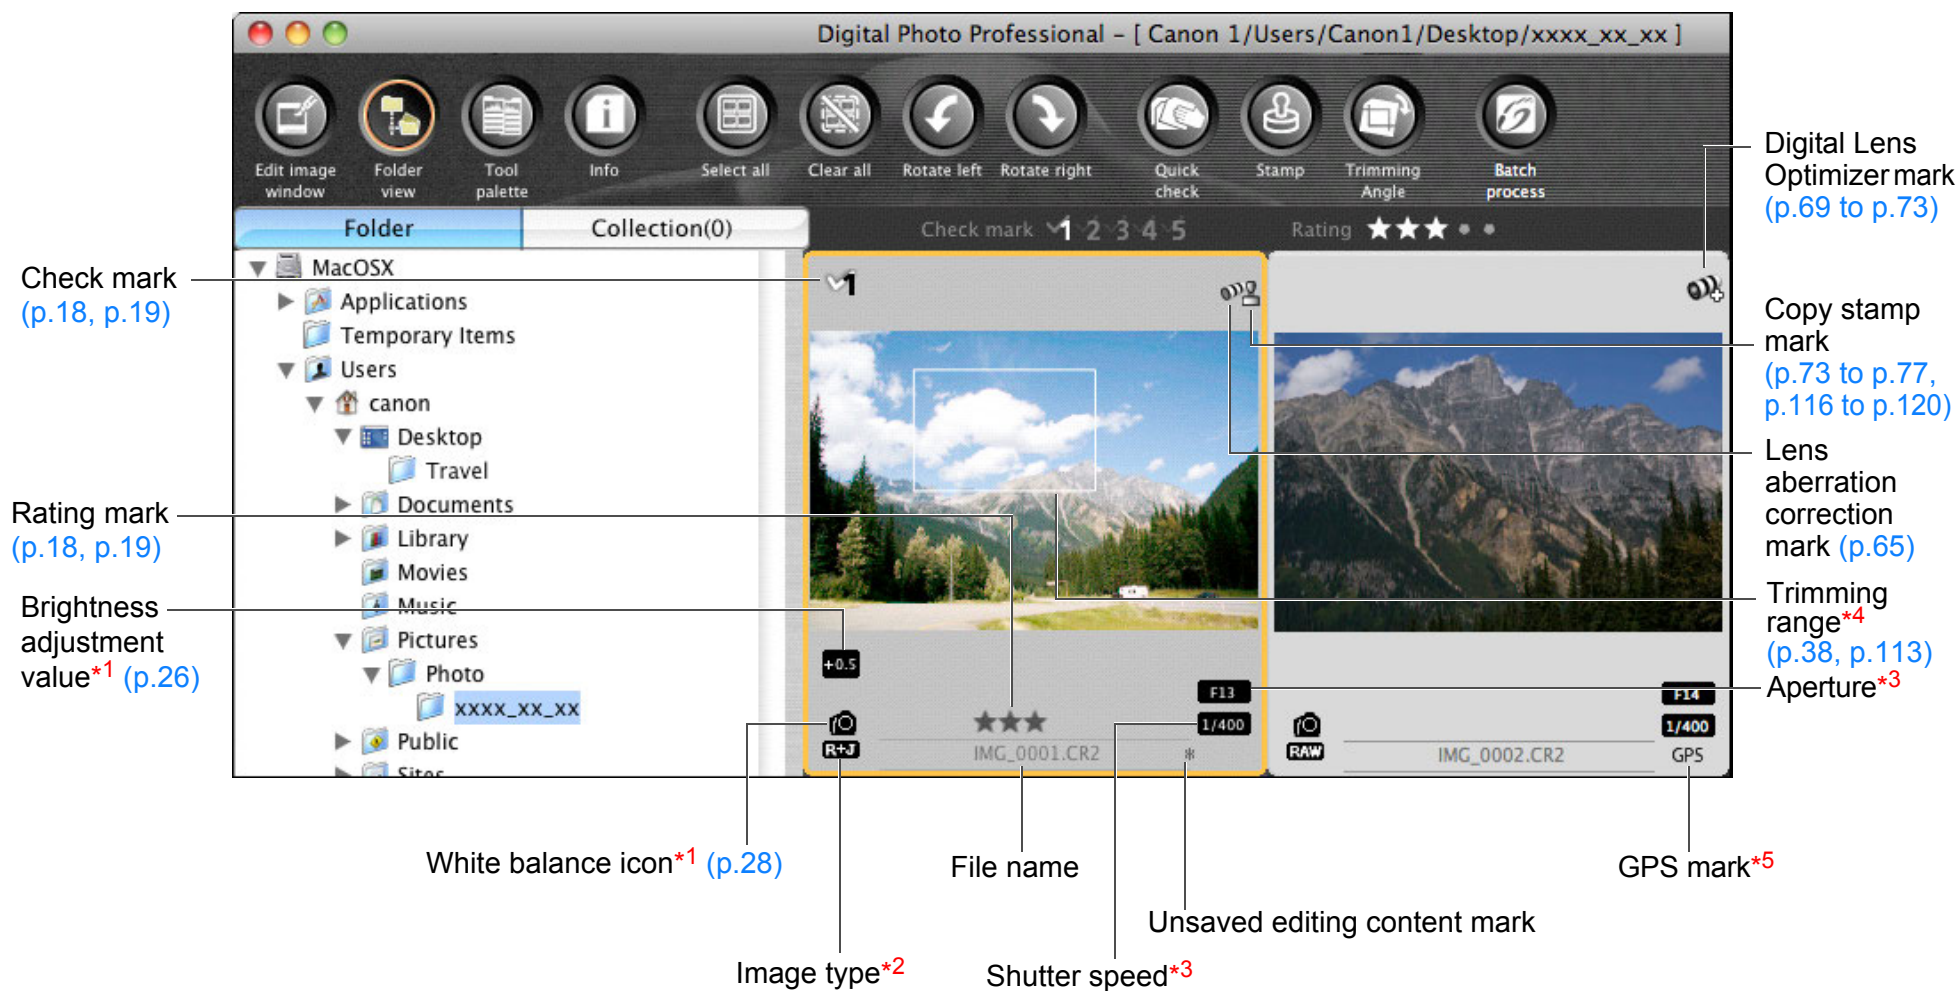 Digital Photo Professional – [ Canon 1/Users/Canon1/Desktop/xxxx_xx_xx ]
Edit image
window
Folder
view
Tool
palette
Info
Select all
Clear all
Rotate left
Rotate right
Quick
check
Stamp
Trimming
Angle
Batch
process
Folder
Collection(0)
Check mark 1 2 3 4 5
Rating
MacOSX
Applications
Temporary Items
Users
canon
Desktop
Travel
Documents
Library
Movies
Music
Pictures
Photo
xxxx_xx_xx
Public
Sites
1
+0.5
R+J
F13
1/400
IMG_0001.CR2
*
RAW
IMG_0002.CR2
F14
1/400
GPS
Check mark
(p.18, p.19)
Rating mark
(p.18, p.19)
Brightness
adjustment
value*1 (p.26)
Digital Lens
Optimizer mark
(p.69 to p.73)
Copy stamp
mark
(p.73 to p.77,
p.116 to p.120)
Lens
aberration
correction
mark (p.65)
Trimming
range*4
(p.38, p.113)
Aperture*3
White balance icon*1 (p.28)
File name
GPS mark*5
Unsaved editing content mark
Image type*2
Shutter speed*3